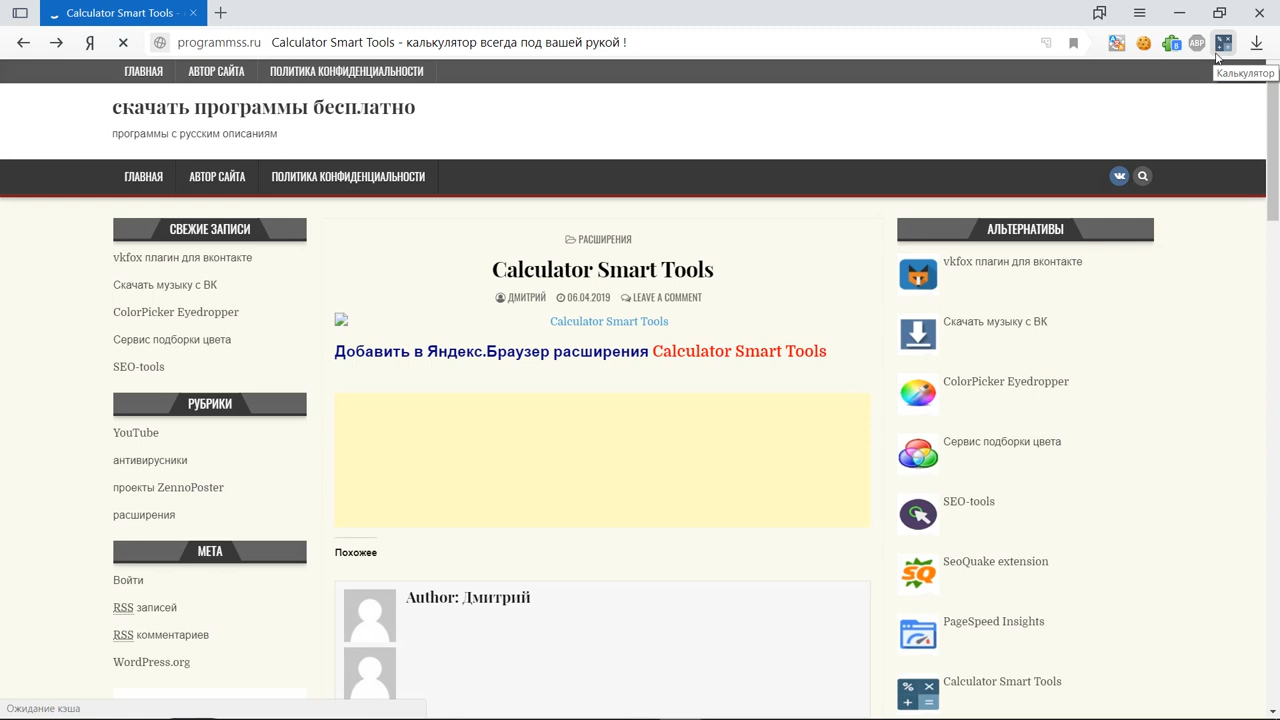 Calculator Smart Tools -
Я
programmss.ru Calculator Smart Tools - калькулятор всегда под вашей рукой !
ABP
Калькулятор
ГЛАВНАЯ АВТОР САЙТА ПОЛИТИКА КОНФИДЕНЦИАЛЬНОСТИ
скачать программы бесплатно
программы с русским описаниям
ГЛАВНАЯ АВТОР САЙТА ПОЛИТИКА КОНФИДЕНЦИАЛЬНОСТИ
СВЕЖИЕ ЗАПИСИ
vkfox плагин для вконтакте
Скачать музыку с ВК
ColorPicker Eyedropper
Сервис подборки цвета
SEO-tools
РУБРИКИ
YouTube
антивирусники
проекты ZennoPoster
расширения
МЕТА
Войти
RSS записей
RSS комментариев
WordPress.org
РАСШИРЕНИЯ
Calculator Smart Tools
ДМИТРИЙ 06.04.2019 LEAVE A COMMENT
Calculator Smart Tools
Добавить в Яндекс.Браузер расширения Calculator Smart Tools
Похожее
Author: Дмитрий
АЛЬТЕРНАТИВЫ
vkfox плагин для вконтакте
Скачать музыку с ВК
ColorPicker Eyedropper
Сервис подборки цвета
SEO-tools
SQ SeoQuake extension
PageSpeed Insights
Calculator Smart Tools
Ожидание кэша